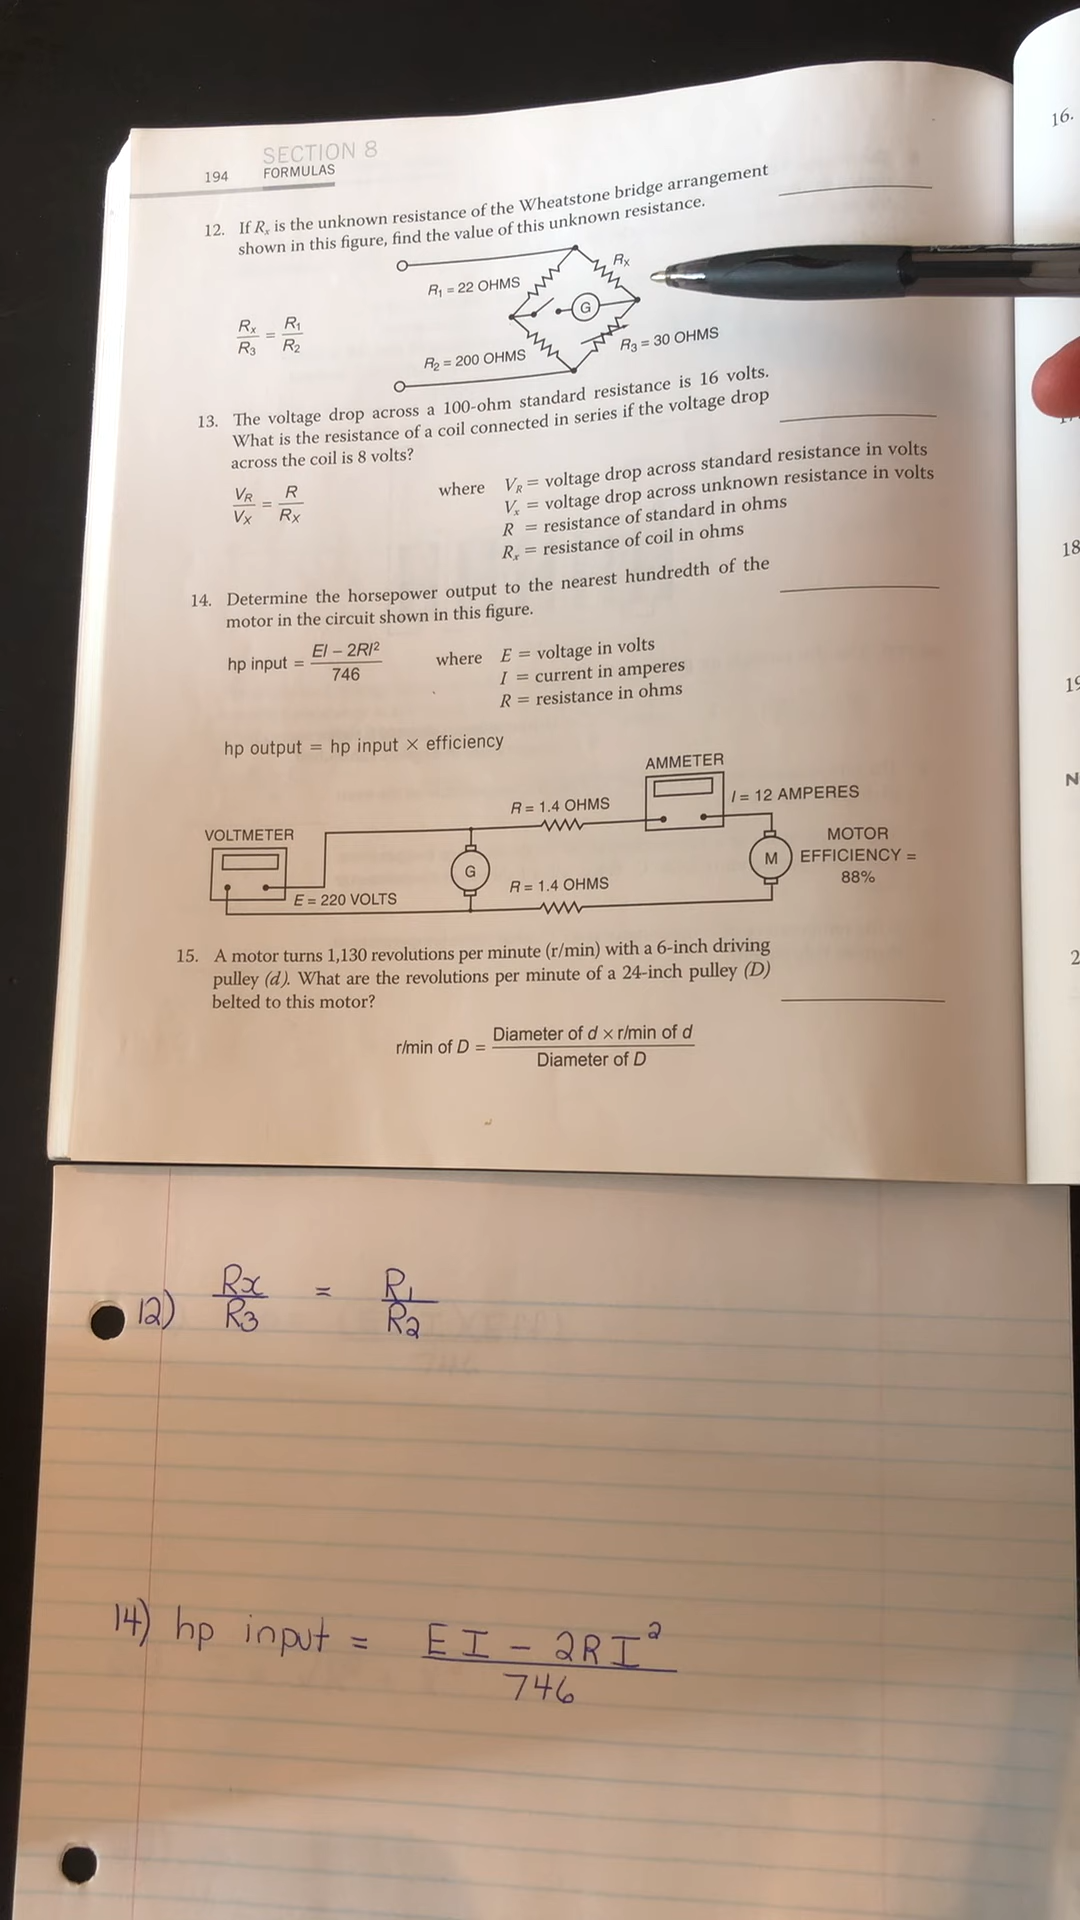 SECTION 8
194 FORMULAS
12. If Rx is the unknown resistance of the Wheatstone bridge arrangement
shown in this figure, find the value of this unknown resistance.
Rx
R1 = 22 OHMS
G
Rx/R3 = R1/R2
R2 = 200 OHMS
R3 = 30 OHMS
13. The voltage drop across a 100-ohm standard resistance is 16 volts.
What is the resistance of a coil connected in series if the voltage drop
across the coil is 8 volts?
VR/VX = R/RX
where VR = voltage drop across standard resistance in volts
Vx = voltage drop across unknown resistance in volts
R = resistance of standard in ohms
Rx = resistance of coil in ohms
14. Determine the horsepower output to the nearest hundredth of the
motor in the circuit shown in this figure.
hp input = EI – 2RI²/746
where E = voltage in volts
I = current in amperes
R = resistance in ohms
hp output = hp input × efficiency
AMMETER
I = 12 AMPERES
R = 1.4 OHMS
VOLTMETER
MOTOR
EFFICIENCY =
88%
M
G
R = 1.4 OHMS
E = 220 VOLTS
15. A motor turns 1,130 revolutions per minute (r/min) with a 6-inch driving
pulley (d). What are the revolutions per minute of a 24-inch pulley (D)
belted to this motor?
r/min of D = Diameter of d × r/min of d/Diameter of D
16.
18
19
N
2
12) Rx/R3 = R1/R2
14) hp input = EI – 2RI²/746